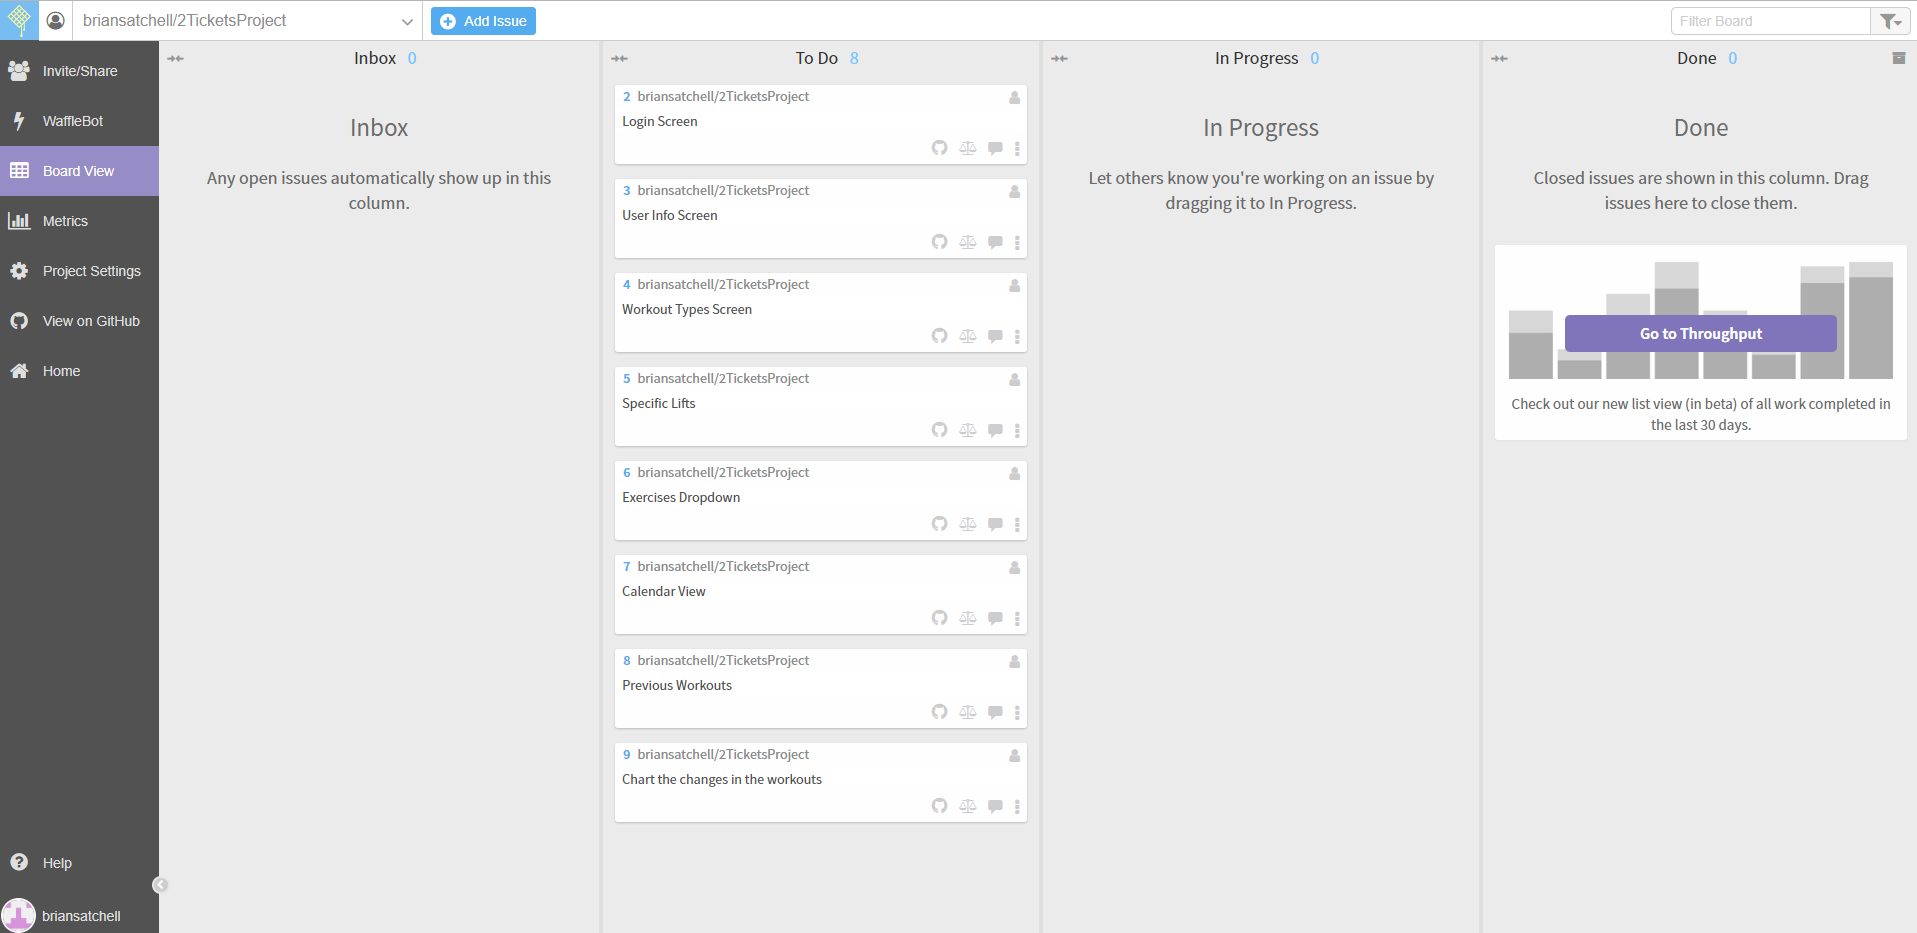 briansatchell/2TicketsProject
Add Issue
Filter Board
Invite/Share
WaffleBot
Board View
Metrics
Project Settings
View on GitHub
Home
Help
briansatchell
Inbox 0
Inbox
Any open issues automatically show up in this
column.
To Do 8
2 briansatchell/2TicketsProject
Login Screen
3 briansatchell/2TicketsProject
User Info Screen
4 briansatchell/2TicketsProject
Workout Types Screen
5 briansatchell/2TicketsProject
Specific Lifts
6 briansatchell/2TicketsProject
Exercises Dropdown
7 briansatchell/2TicketsProject
Calendar View
8 briansatchell/2TicketsProject
Previous Workouts
9 briansatchell/2TicketsProject
Chart the changes in the workouts
In Progress 0
In Progress
Let others know you're working on an issue by
dragging it to In Progress.
Done 0
Done
Closed issues are shown in this column. Drag
issues here to close them.
Go to Throughput
Check out our new list view (in beta) of all work completed in
the last 30 days.